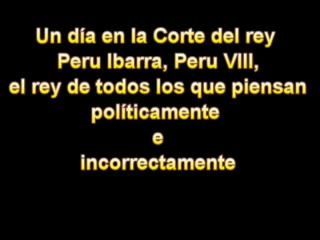 Un día en la Corte del rey
Peru Ibarra, Peru VIII,
el rey de todos los que piensan
políticamente
e
incorrectamente